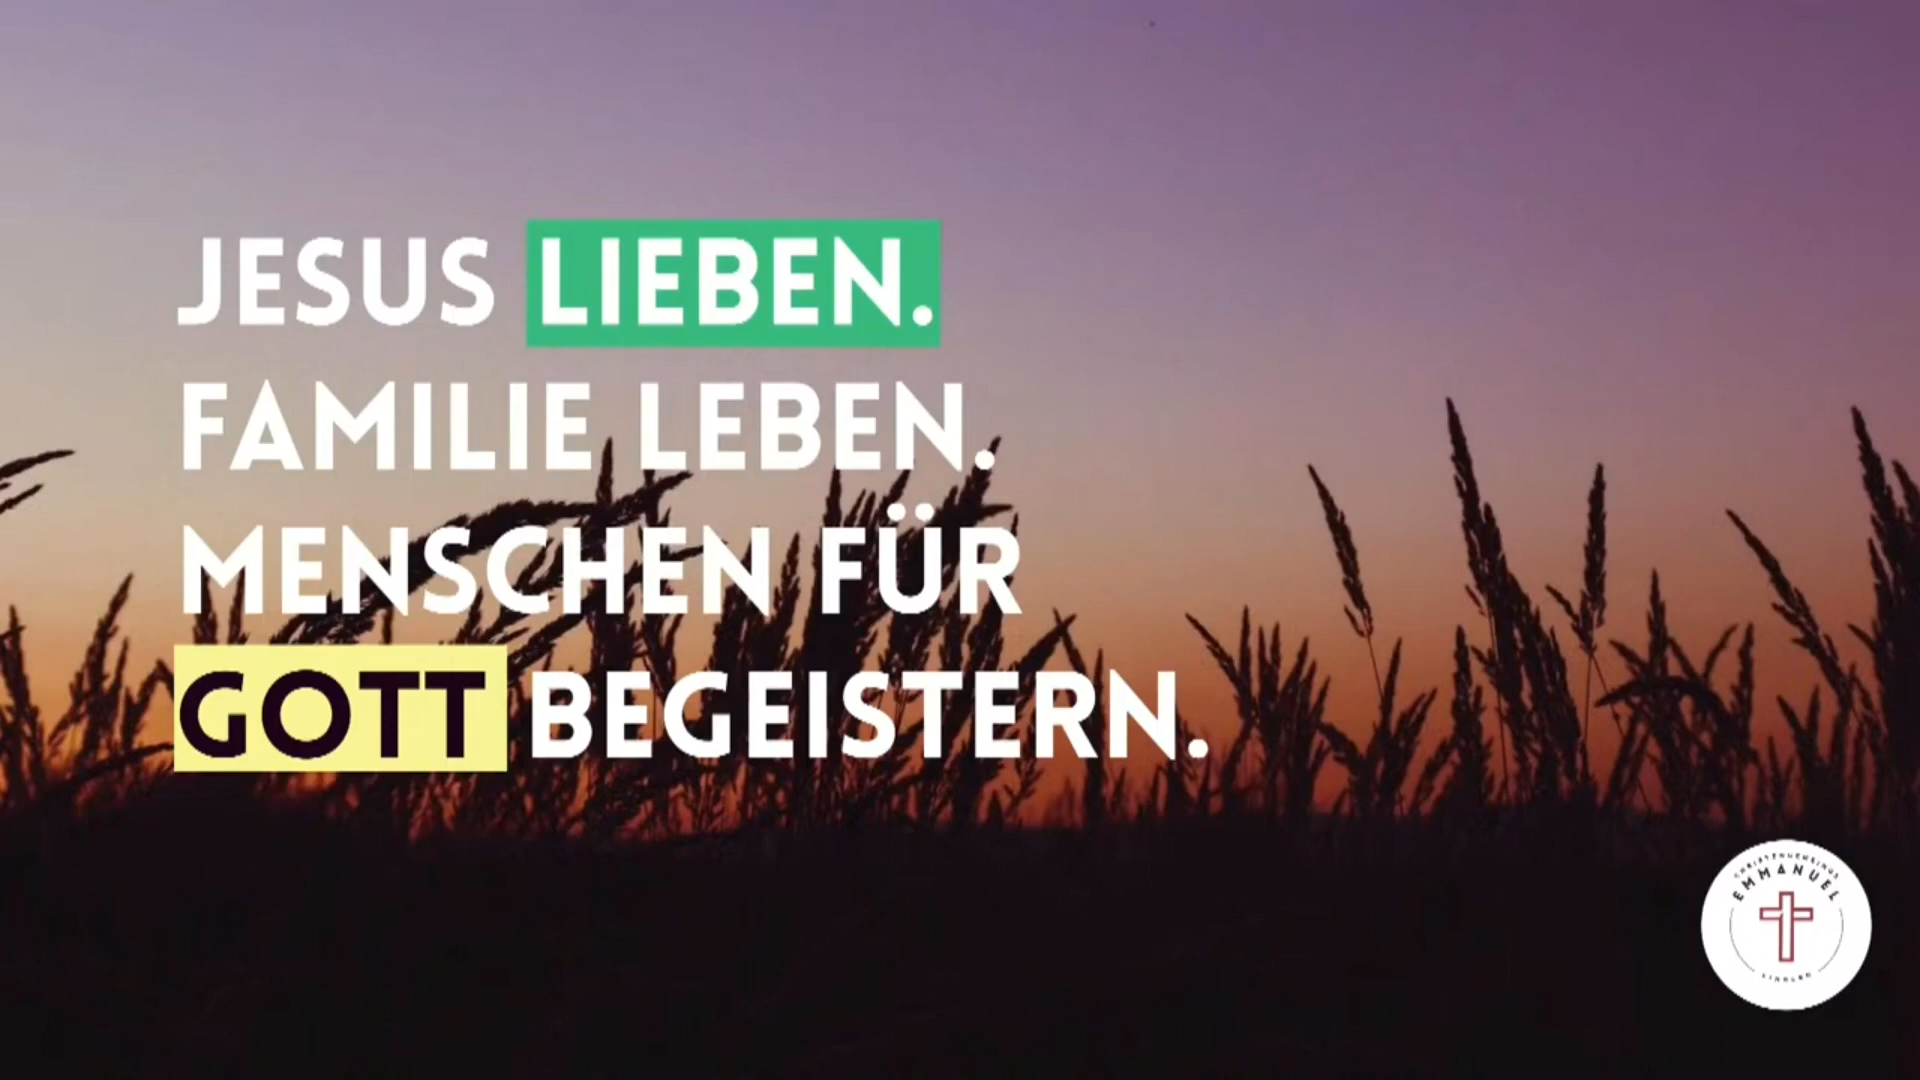 JESUS LIEBEN.
FAMILIE LEBEN.
MENSCHEN FÜR
GOTT BEGEISTERN.
EMMANUEL